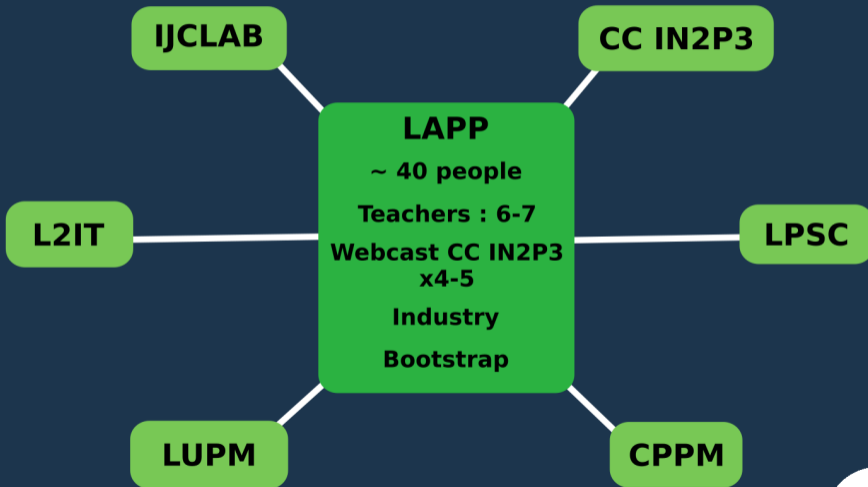 IJCLAB
CC IN2P3
LAPP
~ 40 people
Teachers : 6-7
Webcast CC IN2P3
x4-5
Industry
Bootstrap
L2IT
LPSC
LUPM
CPPM